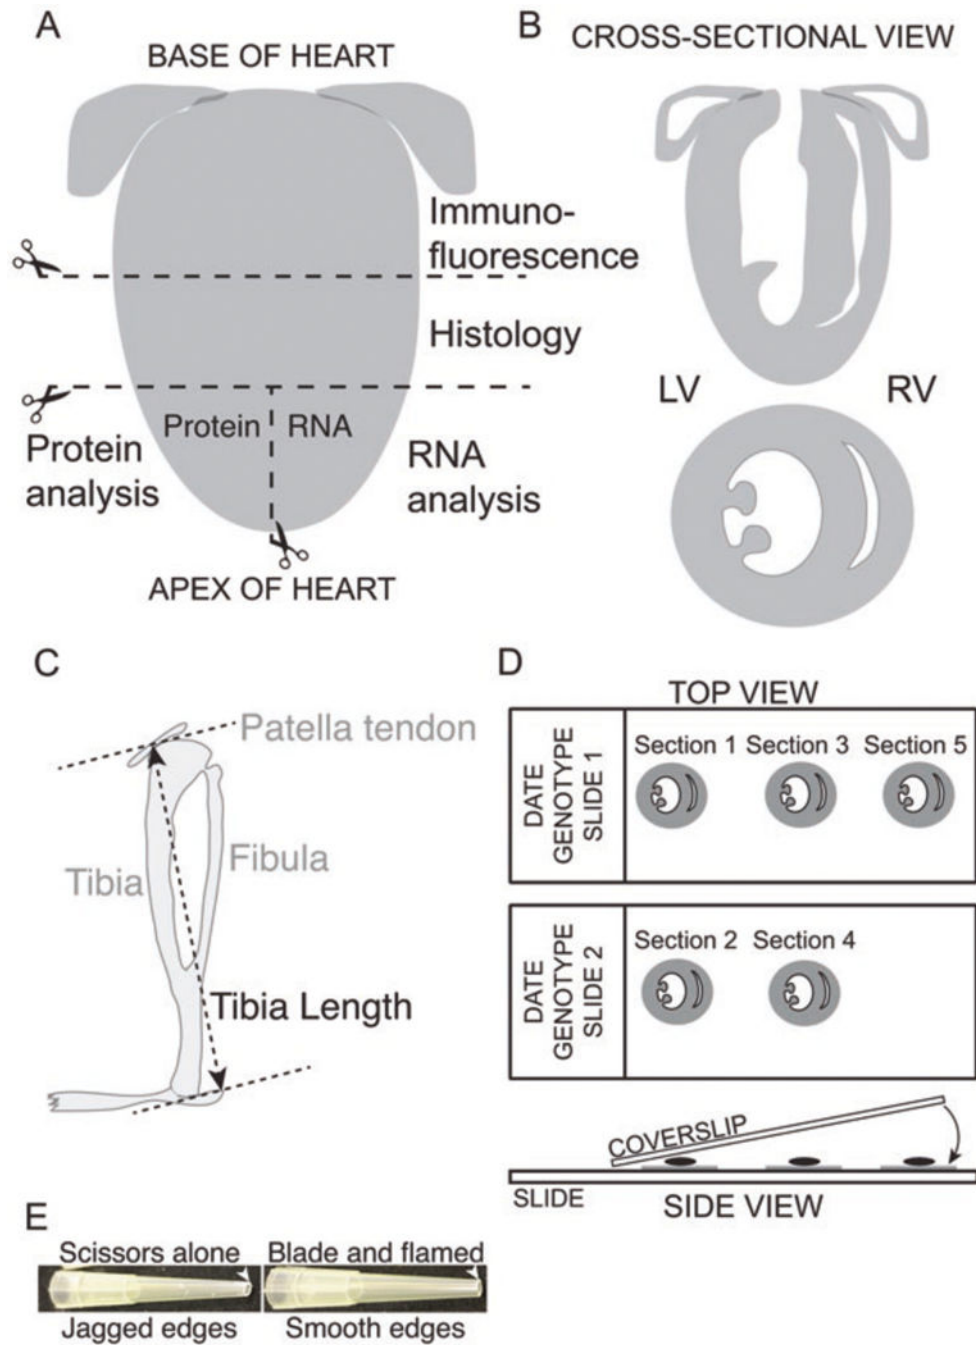 A
BASE OF HEART
Immuno-
fluorescence
Histology
Protein
RNA
Protein
analysis
RNA
analysis
APEX OF HEART
B
CROSS-SECTIONAL VIEW
LV
RV
C
Patella tendon
Tibia
Fibula
Tibia Length
D
TOP VIEW
DATE
GENOTYPE
SLIDE 1
Section 1
Section 3
Section 5
DATE
GENOTYPE
SLIDE 2
Section 2
Section 4
COVERSLIP
SLIDE
SIDE VIEW
E
Scissors alone
Blade and flamed
Jagged edges
Smooth edges